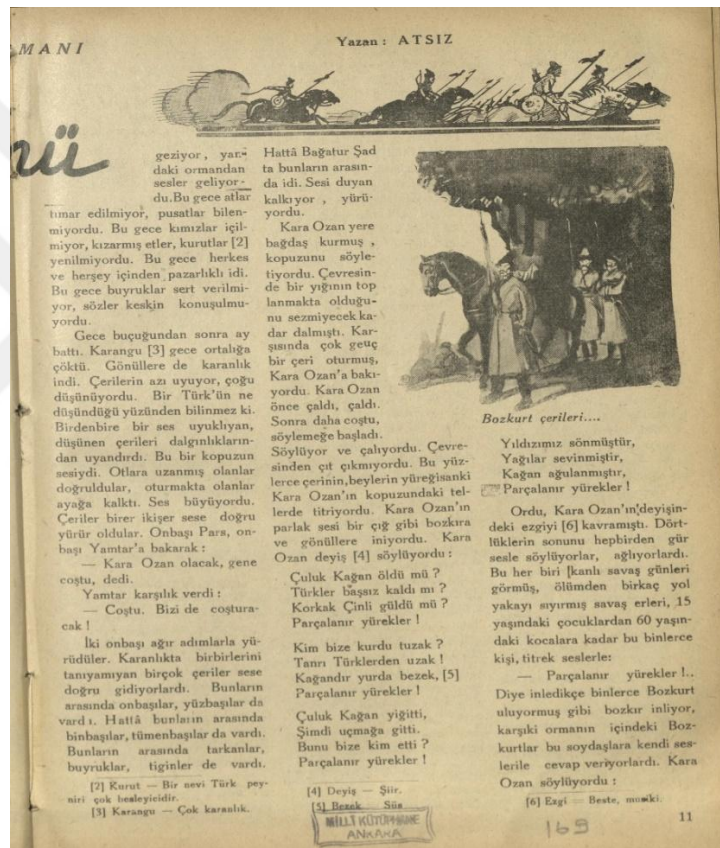 MANI
Yazan : ATSIZ
nü
geziyor , yan-
daki ormandan
sesler geliyor-
du. Bu gece atlar
tımar edilmiyor, pusatlar bilen-
miyordu. Bu gece kımızlar içil-
miyor, kızarmış etler, kurutlar [2]
yenilmiyordu. Bu gece herkes
ve herşey içinden pazarlıklı idi.
Bu gece buyruklar sert verilmi-
yor, sözler keskin konuşulmu-
yordu.
Gece buçuğundan sonra ay
battı. Karangu [3] gece ortalığa
çöktü. Gönüllere de karanlık
indi. Çerilerin azı uyuyor, çoğu
düşünüyordu. Bir Türk'ün ne
düşündüğü yüzünden bilinmez ki.
Birdenbire bir ses uyuklıyan,
düşünen çerileri dalgınlıkların-
dan uyandırdı. Bu bir kopuzun
sesiydi. Otlara uzanmış olanlar
doğruldular, oturmakta olanlar
ayağa kalktı. Ses büyüyordu.
Çeriler birer ikişer sese doğru
yürür oldular. Onbaşı Pars, on-
başı Yamtar'a bakarak :
— Kara Ozan olacak, gene
coştu, dedi.
Yamtar karşılık verdi :
— Coştu. Bizi de coştura-
cak !
İki onbaşı ağır adımlarla yü-
rüdüler. Karanlıkta birbirlerini
tanıyamıyan birçok çeriler sese
doğru gidiyorlardı. Bunların
arasında onbaşılar, yüzbaşılar da
vardı. Hattâ bunların arasında
binbaşılar, tümenbaşılar da vardı.
Bunların arasında tarkanlar,
buyruklar, tiginler de vardı.
[2] Kurut — Bir nevi Türk pey-
niri çok besleyicidir.
[3] Karangu — Çok karanlık.
Hattâ Bağatur Şad
ta bunların arasın-
da idi. Sesi duyan
kalkıyor , yürü-
yordu.
Kara Ozan yere
bağdaş kurmuş ,
kopuzunu söyle-
tiyordu. Çevresin-
de bir yığının top
lanmakta olduğu-
nu sezmiyecek ka-
dar dalmıştı. Kar-
şısında çok geuç
bir çeri oturmuş,
Kara Ozan'a bakı-
yordu. Kara Ozan
önce çaldı, çaldı.
Sonra daha coştu,
söylemeğe başladı.
Söylüyor ve çalıyordu. Çevre-
sinden çıt çıkmıyordu. Bu yüz-
lerce çerinin, beylerin yüreğisanki
Kara Ozan'ın kopuzundaki tel-
lerde titriyordu. Kara Ozan'ın
parlak sesi bir çığ gibi bozkıra
ve gönüllere iniyordu. Kara
Ozan deyiş [4] söylüyordu :
Çuluk Kağan öldü mü ?
Türkler başsız kaldı mı ?
Korkak Çinli güldü mü ?
Parçalanır yürekler !
Kim bize kurdu tuzak ?
Tanrı Türklerden uzak !
Kağandır yurda bezek, [5]
Parçalanır yürekler !
Çuluk Kağan yiğitti,
Şimdi uçmağa gitti.
Bunu bize kim etti ?
Parçalanır yürekler !
[4] Deyiş — Şiir.
[5] Bezek Süs
MİLLÎ KÜTÜPHANE
ANKARA
Bozkurt çerileri....
Yıldızımız sönmüştür,
Yağılar sevinmiştir,
Kağan ağulanmıştır,
Parçalanır yürekler !
Ordu, Kara Ozan'ın deyişin-
deki ezgiyi [6] kavramıştı. Dört-
lüklerin sonunu hepbirden gür
sesle söylüyorlar, ağlıyorlardı.
Bu her biri kanlı savaş günleri
görmüş, ölümden birkaç yol
yakayı sıyırmış savaş erleri, 15
yaşındaki çocuklardan 60 yaşın-
daki kocalara kadar bu binlerce
kişi, titrek seslerle:
— Parçalanır yürekler !..
Diye inledikçe binlerce Bozkurt
uluyormuş gibi bozkır inliyor,
karşıki ormanın içindeki Boz-
kurtlar bu soydaşlara kendi ses-
lerile cevap veriyorlardı. Kara
Ozan söylüyordu :
[6] Ezgi — Beste, musiki.
11
169